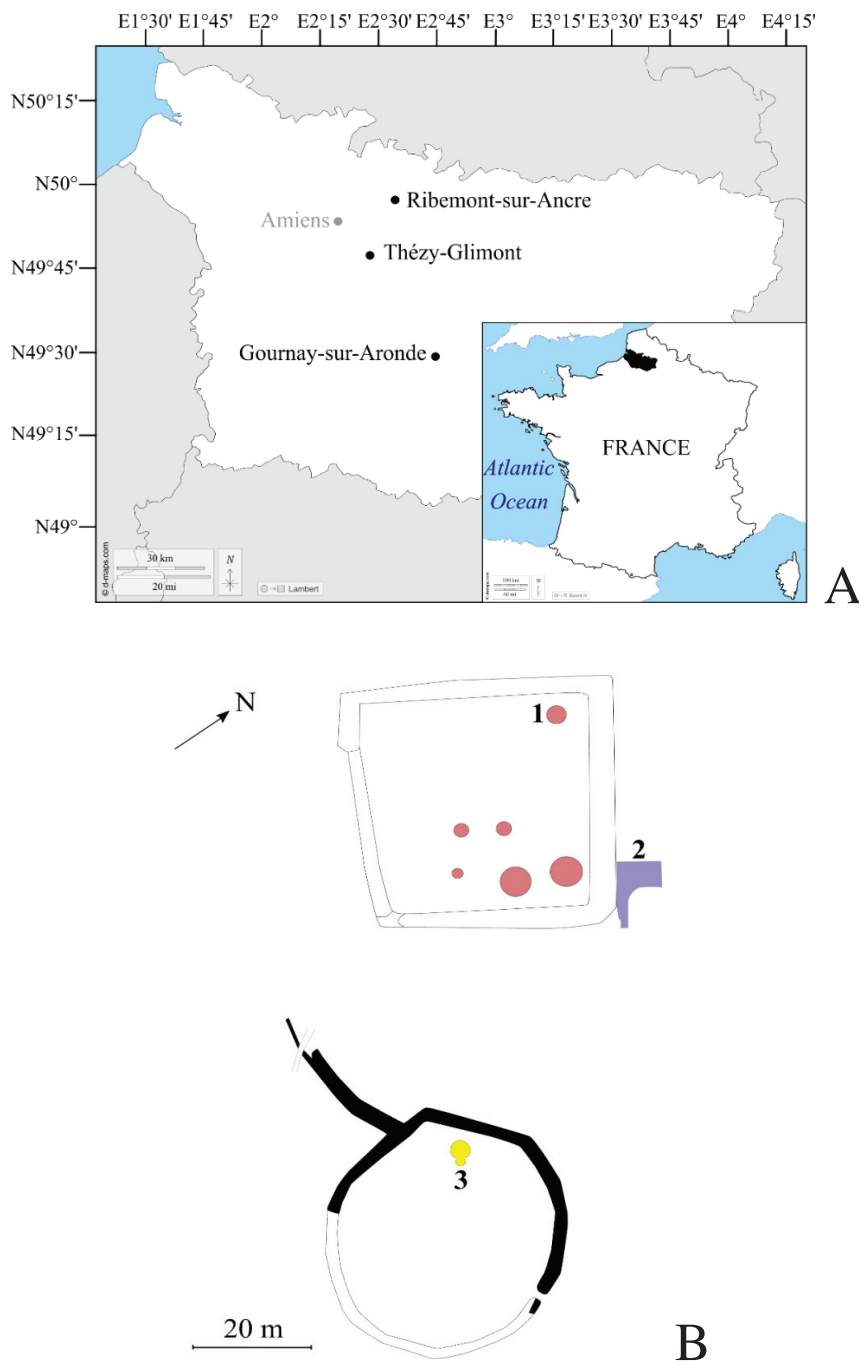 E1°30' E1°45' E2° E2°15' E2°30' E2°45' E3° E3°15' E3°30' E3°45' E4° E4°15'
N50°15'
N50°
Ribemont-sur-Ancre
Amiens
Thézy-Glimont
N49°45'
N49°30'
Gournay-sur-Aronde
N49°15'
N49°
FRANCE
Atlantic
Ocean
© d-maps.com
30 km
20 mi
N
Lambert
A
N
1
2
3
20 m
B